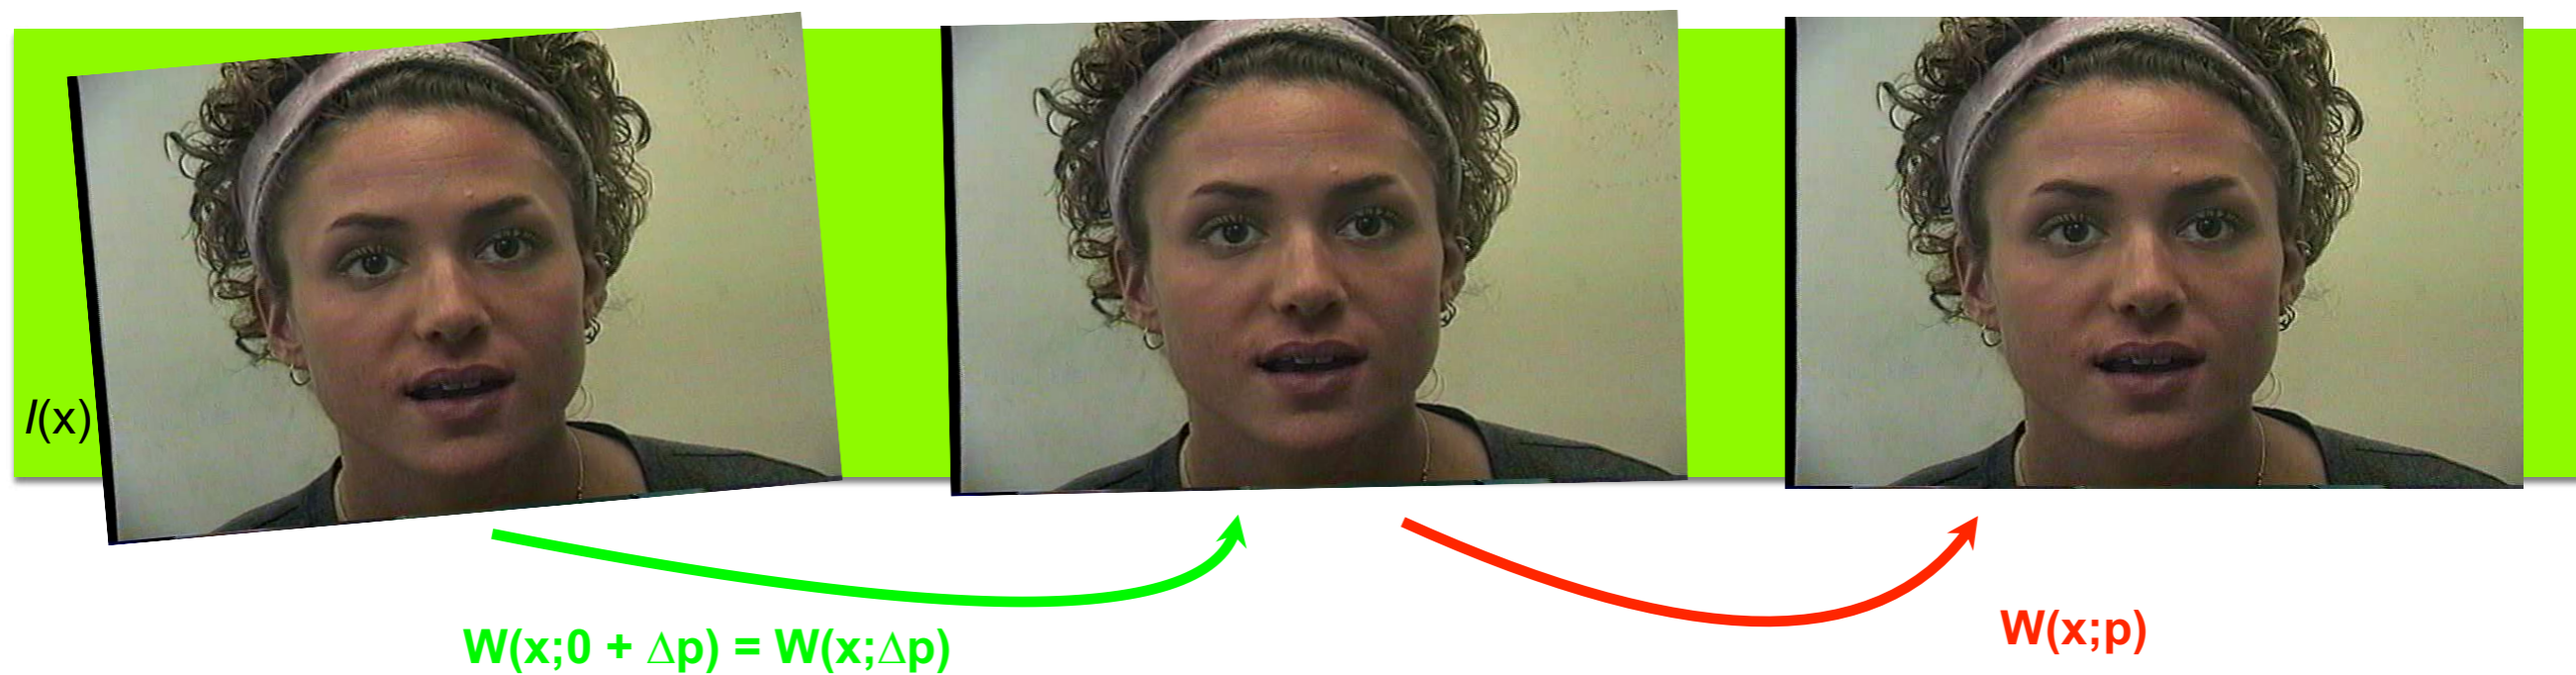 I(x)
W(x;0 + Δp) = W(x;Δp)
W(x;p)